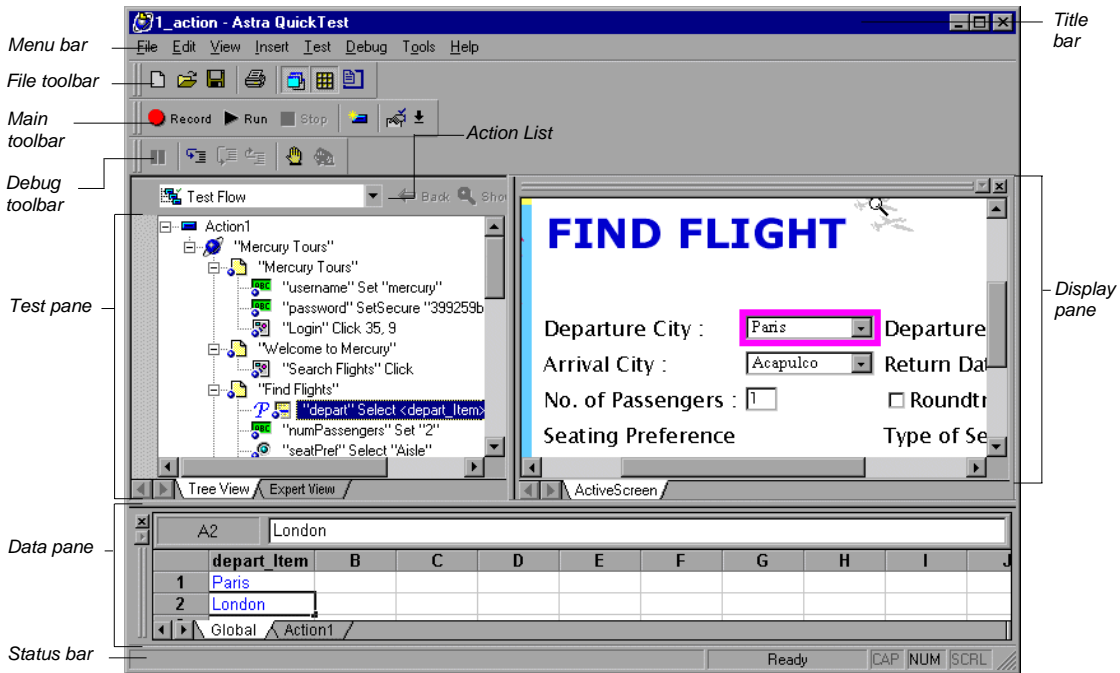 1_action - Astra QuickTest
Title bar
Menu bar
File Edit View Insert Test Debug Tools Help
File toolbar
Main toolbar
Record Run Stop
Action List
Debug toolbar
Test Flow
Back Sho
Test pane
Action1
"Mercury Tours"
"Mercury Tours"
"username" Set "mercury"
"password" SetSecure "399259b
"Login" Click 35, 9
"Welcome to Mercury"
"Search Flights" Click
"Find Flights"
"depart" Select <depart_Item>
"numPassengers" Set "2"
"seatPref" Select "Aisle"
Tree View Expert View
FIND FLIGHT
Departure City : Paris Departure
Arrival City : Acapulco Return Dat
No. of Passengers : 1 Roundtr
Seating Preference Type of Se
ActiveScreen
Display pane
Data pane
A2 London
depart_Item B C D E F G H I J
1 Paris
2 London
Global Action1
Status bar
Ready CAP NUM SCRL